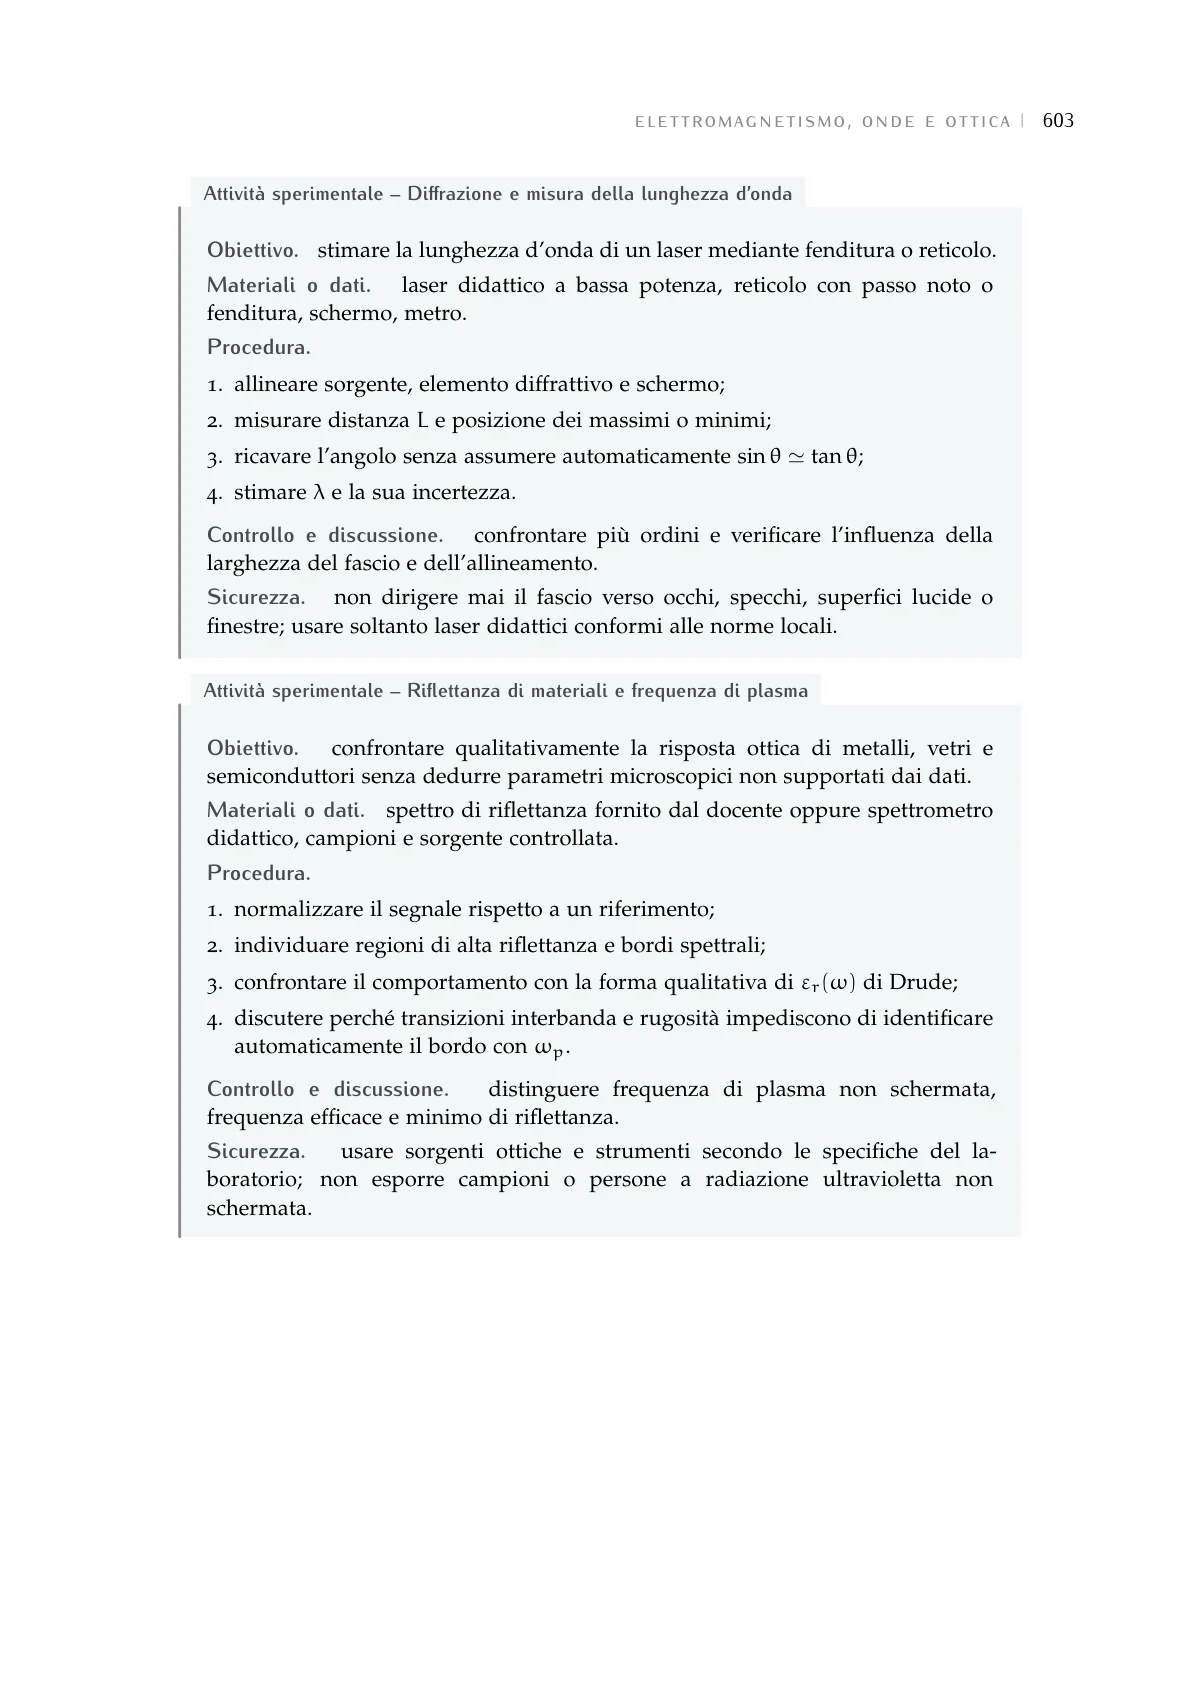 ELETTROMAGNETISMO, ONDE E OTTICA | 603
Attività sperimentale – Diffrazione e misura della lunghezza d'onda
Obiettivo. stimare la lunghezza d'onda di un laser mediante fenditura o reticolo.
Materiali o dati. laser didattico a bassa potenza, reticolo con passo noto o
fenditura, schermo, metro.
Procedura.
1. allineare sorgente, elemento diffrattivo e schermo;
2. misurare distanza L e posizione dei massimi o minimi;
3. ricavare l'angolo senza assumere automaticamente sin θ ≃ tan θ;
4. stimare λ e la sua incertezza.
Controllo e discussione. confrontare più ordini e verificare l'influenza della
larghezza del fascio e dell'allineamento.
Sicurezza. non dirigere mai il fascio verso occhi, specchi, superfici lucide o
finestre; usare soltanto laser didattici conformi alle norme locali.
Attività sperimentale – Riflettanza di materiali e frequenza di plasma
Obiettivo. confrontare qualitativamente la risposta ottica di metalli, vetri e
semiconduttori senza dedurre parametri microscopici non supportati dai dati.
Materiali o dati. spettro di riflettanza fornito dal docente oppure spettrometro
didattico, campioni e sorgente controllata.
Procedura.
1. normalizzare il segnale rispetto a un riferimento;
2. individuare regioni di alta riflettanza e bordi spettrali;
3. confrontare il comportamento con la forma qualitativa di εr(ω) di Drude;
4. discutere perché transizioni interbanda e rugosità impediscono di identificare
automaticamente il bordo con ωp.
Controllo e discussione. distinguere frequenza di plasma non schermata,
frequenza efficace e minimo di riflettanza.
Sicurezza. usare sorgenti ottiche e strumenti secondo le specifiche del la-
boratorio; non esporre campioni o persone a radiazione ultravioletta non
schermata.